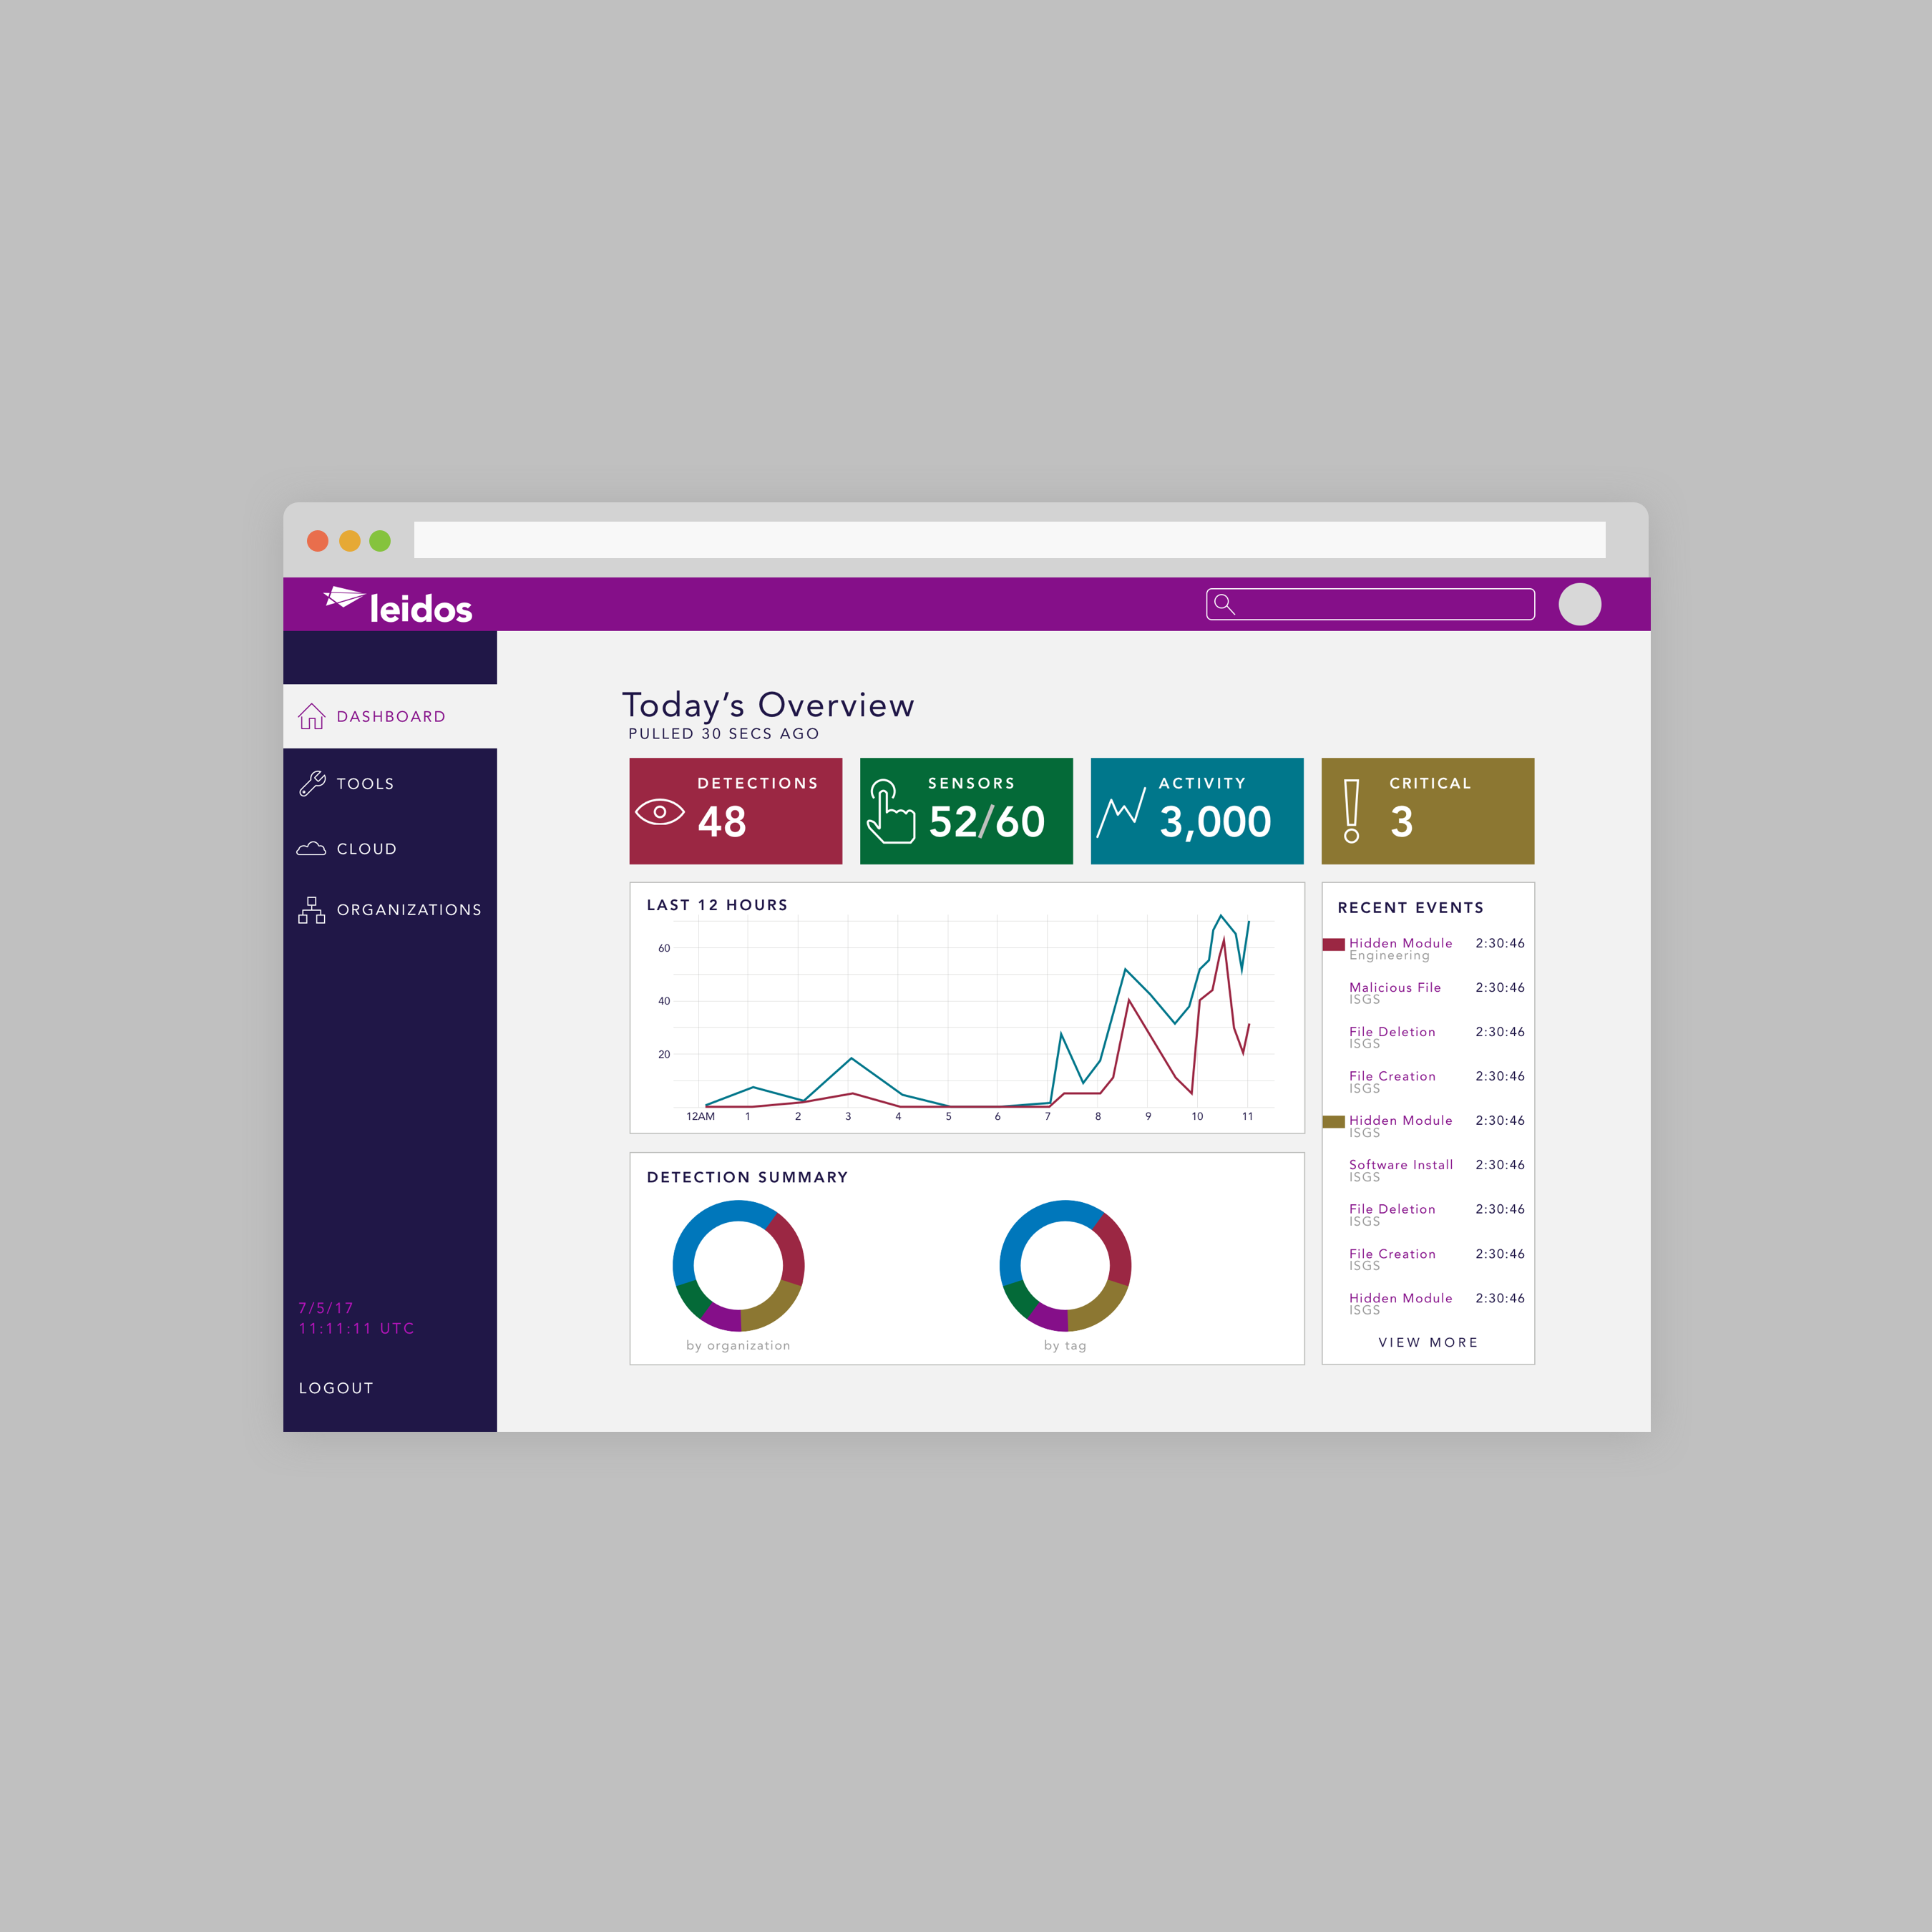 leidos
DASHBOARD
TOOLS
CLOUD
ORGANIZATIONS
7/5/17
11:11:11 UTC
LOGOUT
Today's Overview
PULLED 30 SECS AGO
DETECTIONS
48
SENSORS
52/60
ACTIVITY
3,000
CRITICAL
3
LAST 12 HOURS
60
40
20
12AM 1 2 3 4 5 6 7 8 9 10 11
DETECTION SUMMARY
by organization
by tag
RECENT EVENTS
Hidden Module 2:30:46
Engineering
Malicious File 2:30:46
ISGS
File Deletion 2:30:46
ISGS
File Creation 2:30:46
ISGS
Hidden Module 2:30:46
ISGS
Software Install 2:30:46
ISGS
File Deletion 2:30:46
ISGS
File Creation 2:30:46
ISGS
Hidden Module 2:30:46
ISGS
VIEW MORE